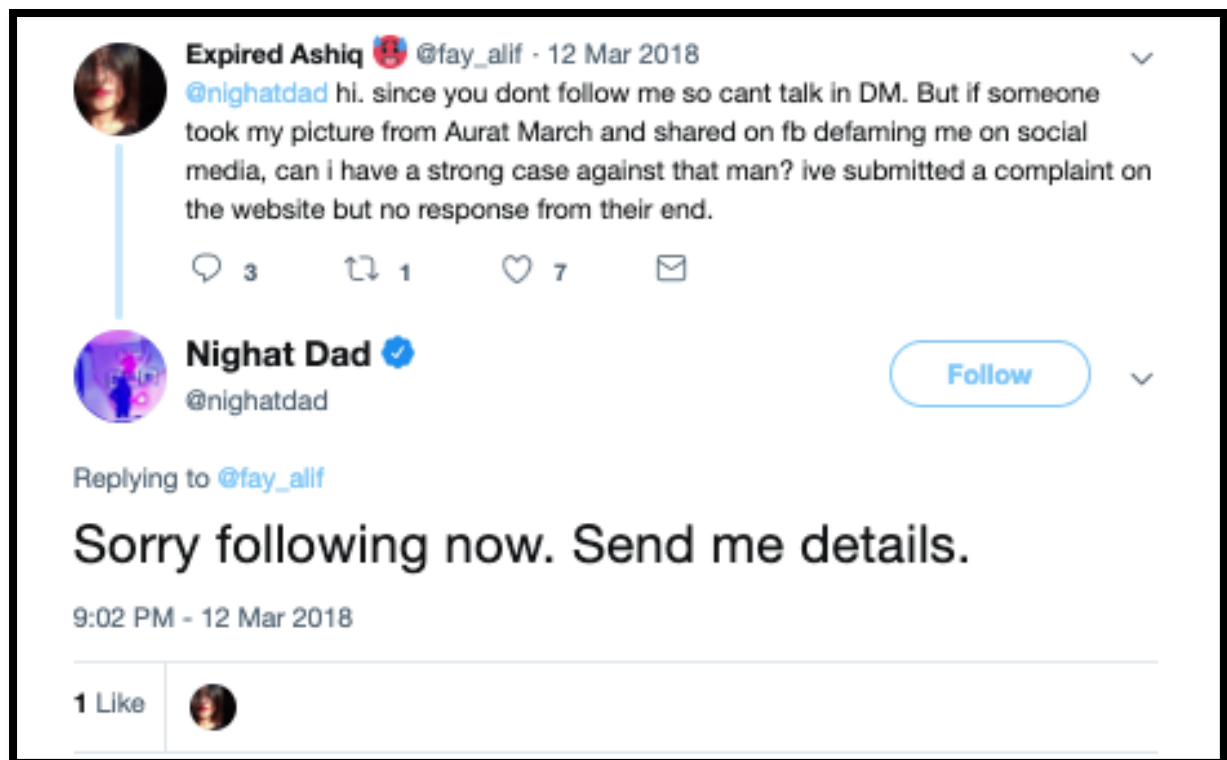 Expired Ashiq @fay_alif · 12 Mar 2018
@nighatdad hi. since you dont follow me so cant talk in DM. But if someone
took my picture from Aurat March and shared on fb defaming me on social
media, can i have a strong case against that man? ive submitted a complaint on
the website but no response from their end.
3 1 7
Nighat Dad
Follow
@nighatdad
Replying to @fay_alif
Sorry following now. Send me details.
9:02 PM - 12 Mar 2018
1 Like